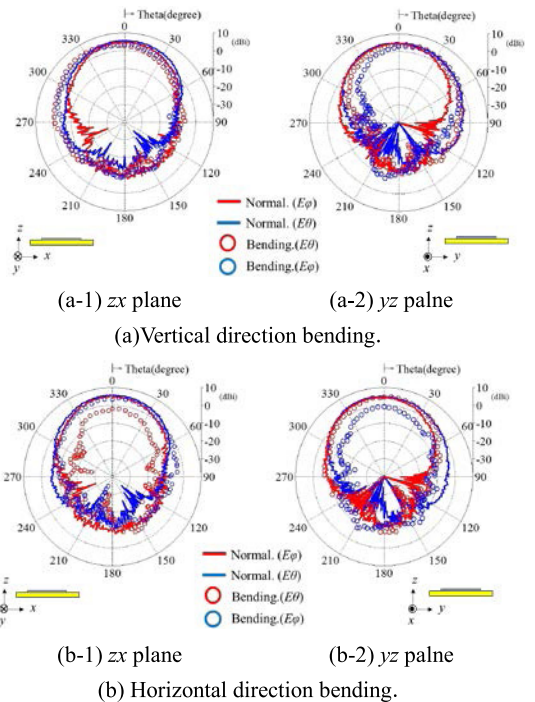 Theta(degree)
0
330
30
10
(dBi)
0
300
60
-10
-20
-30
270
90
240
120
210
150
180
Theta(degree)
0
330
30
10
(dBi)
0
300
60
-10
-20
-30
270
90
240
120
210
150
180
Normal. (Eφ)
Normal. (Eθ)
Bending.(Eθ)
Bending.(Eφ)
z
x
y
z
y
x
(a-1) zx plane
(a-2) yz palne
(a)Vertical direction bending.
Theta(degree)
0
330
30
10
(dBi)
0
300
60
-10
-20
-30
270
90
240
120
210
150
180
Theta(degree)
0
330
30
10
(dBi)
0
300
60
-10
-20
-30
270
90
240
120
210
150
180
Normal. (Eφ)
Normal. (Eθ)
Bending.(Eθ)
Bending.(Eφ)
z
x
y
z
y
x
(b-1) zx plane
(b-2) yz palne
(b) Horizontal direction bending.